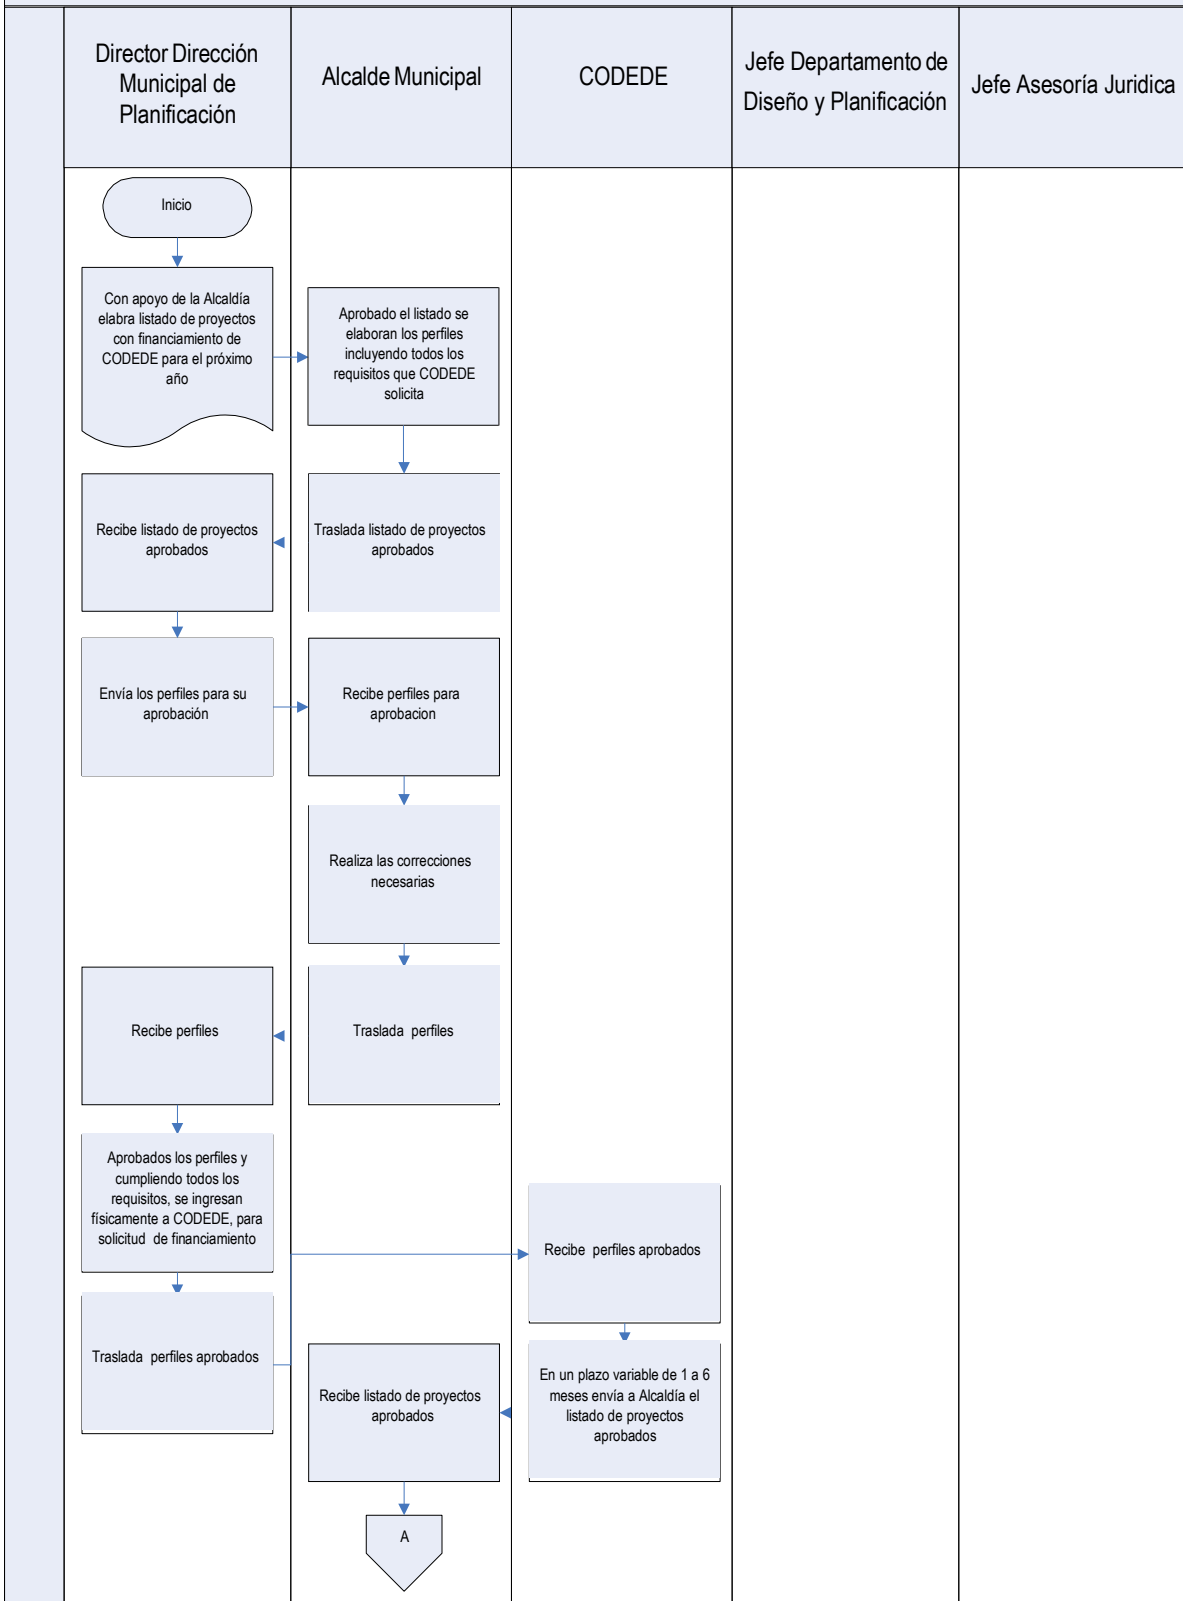 Director Dirección
Municipal de
Planificación
Alcalde Municipal
CODEDE
Jefe Departamento de
Diseño y Planificación
Jefe Asesoría Juridica
Inicio
Con apoyo de la Alcaldía
elabra listado de proyectos
con financiamiento de
CODEDE para el próximo
año
Aprobado el listado se
elaboran los perfiles
incluyendo todos los
requisitos que CODEDE
solicita
Recibe listado de proyectos
aprobados
Traslada listado de proyectos
aprobados
Envía los perfiles para su
aprobación
Recibe perfiles para
aprobacion
Realiza las correcciones
necesarias
Recibe perfiles
Traslada perfiles
Aprobados los perfiles y
cumpliendo todos los
requisitos, se ingresan
físicamente a CODEDE, para
solicitud de financiamiento
Recibe perfiles aprobados
Traslada perfiles aprobados
Recibe listado de proyectos
aprobados
En un plazo variable de 1 a 6
meses envía a Alcaldía el
listado de proyectos
aprobados
A